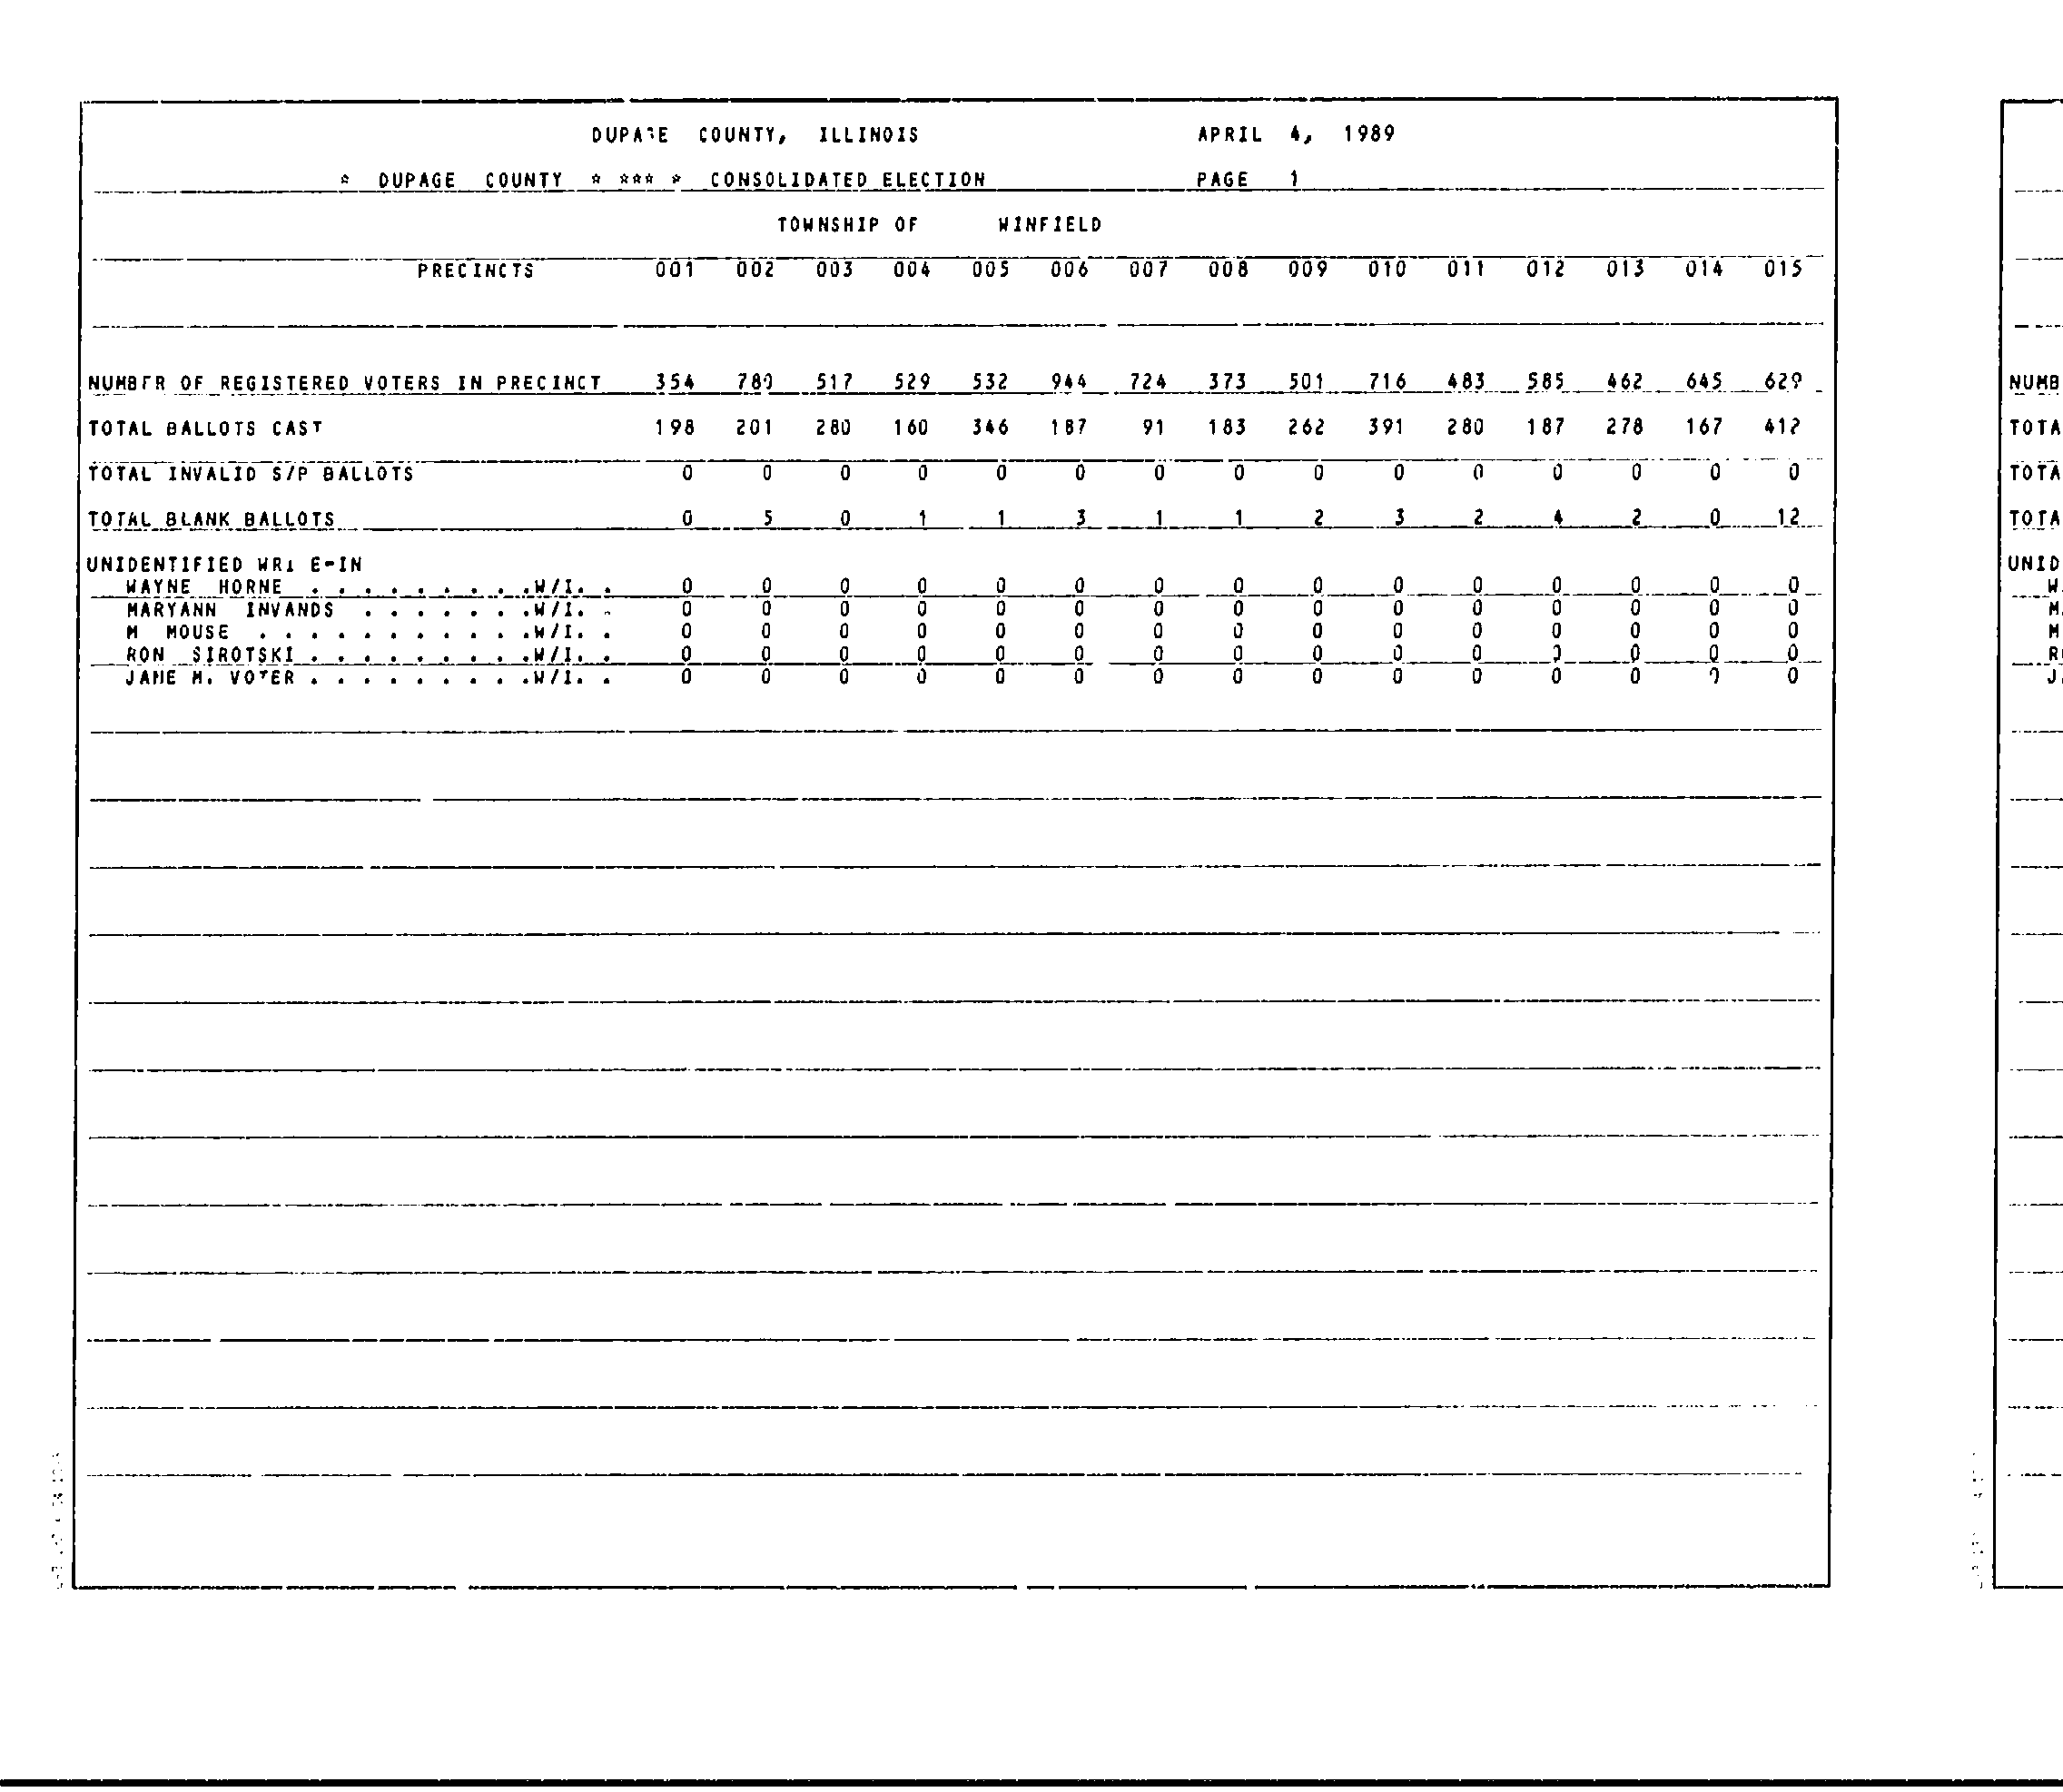 DUPAGE COUNTY, ILLINOIS APRIL 4, 1989
* DUPAGE COUNTY * *** * CONSOLIDATED ELECTION PAGE 1
TOWNSHIP OF WINFIELD
PRECINCTS 001 002 003 004 005 006 007 008 009 010 011 012 013 014 015
NUMBER OF REGISTERED VOTERS IN PRECINCT 354 780 517 529 532 944 724 373 501 716 483 585 462 645 629
TOTAL BALLOTS CAST 198 201 280 160 346 187 91 183 262 391 280 187 278 167 412
TOTAL INVALID S/P BALLOTS 0 0 0 0 0 0 0 0 0 0 0 0 0 0 0
TOTAL BLANK BALLOTS 0 5 0 1 1 3 1 1 2 3 2 4 2 0 12
UNIDENTIFIED WRITE-IN
WAYNE HORNE . . . . . . . . .W/I. . 0 0 0 0 0 0 0 0 0 0 0 0 0 0 0
MARYANN INVANDS . . . . . . .W/I. . 0 0 0 0 0 0 0 0 0 0 0 0 0 0 0
M MOUSE . . . . . . . . . . .W/I. . 0 0 0 0 0 0 0 0 0 0 0 0 0 0 0
RON SIROTSKI . . . . . . . . .W/I. . 0 0 0 0 0 0 0 0 0 0 0 0 0 0 0
JANE M. VOTER . . . . . . . . .W/I. . 0 0 0 0 0 0 0 0 0 0 0 0 0 0 0
NUMB
TOTA
TOTA
TOTA
UNID